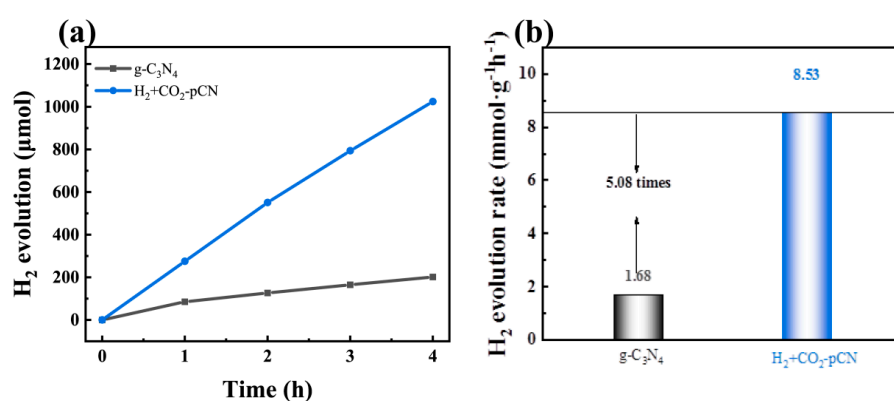 (a)
H₂ evolution (μmol)
1200
1000
800
600
400
200
0
g-C₃N₄
H₂+CO₂-pCN
0 1 2 3 4
Time (h)
(b)
H₂ evolution rate (mmol·g⁻¹h⁻¹)
10
8
6
4
2
0
8.53
5.08 times
1.68
g-C₃N₄
H₂+CO₂-pCN